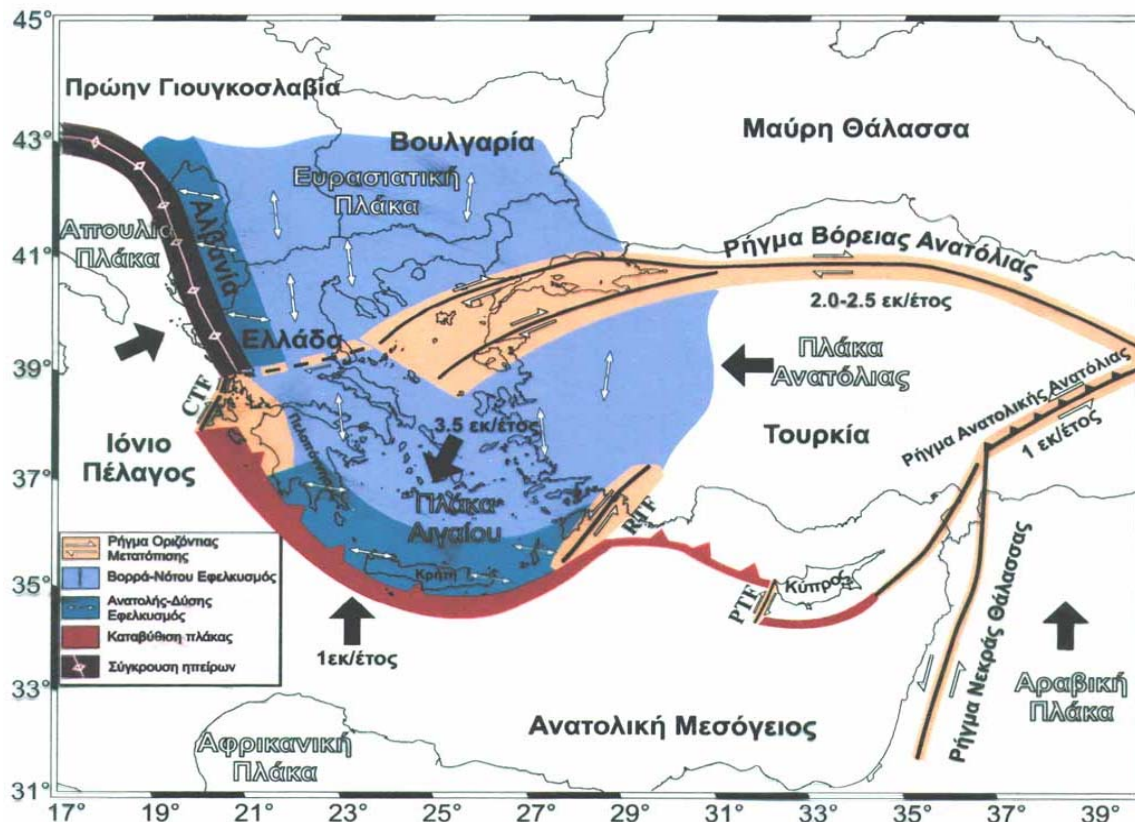 45°
43°
41°
39°
37°
35°
33°
31°
17°
19°
21°
23°
25°
27°
29°
31°
33°
35°
37°
39°
Πρώην Γιουγκοσλαβία
Βουλγαρία
Μαύρη Θάλασσα
Ευρασιατική
Πλάκα
Απουλια
Πλάκα
Αλβανία
Ρήγμα Βόρειας Ανατόλιας
2.0-2.5 εκ/έτος
Ελλάδα
Πλάκα
Ανατόλιας
CTF
Ρήγμα Ανατολικής Ανατόλιας
1 εκ/έτος
Ιόνιο
Πέλαγος
Πελοπόννησος
3.5 εκ/έτος
Τουρκία
Πλάκα
Αιγαίου
RTF
Κρήτη
Κύπρος
PTF
1εκ/έτος
Ρήγμα Νεκράς Θάλασσας
Αραβική
Πλάκα
Ανατολική Μεσόγειος
Αφρικανική
Πλάκα
Ρήγμα Οριζόντιας
Μετατόπισης
Βορρά-Νότου Εφελκυσμός
Ανατολής-Δύσης
Εφελκυσμός
Καταβύθιση πλάκας
Σύγκρουση ηπείρων